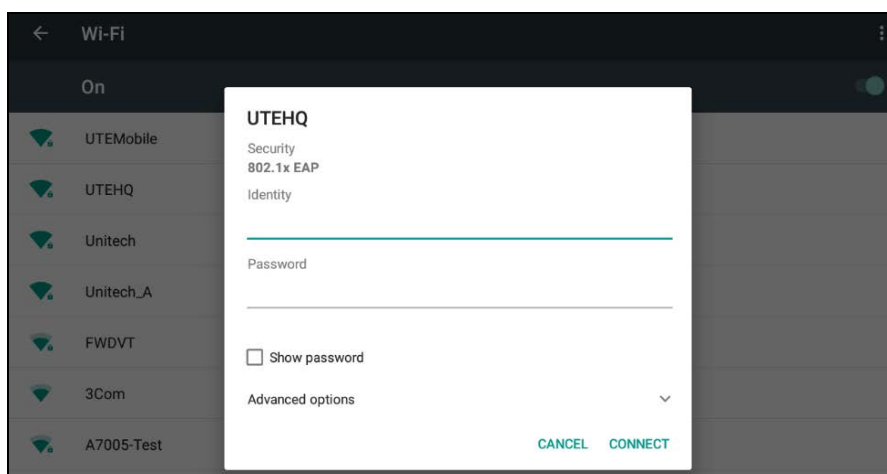 Wi-Fi
On
UTEMobile
UTEHQ
Unitech
Unitech_A
FWDVT
3Com
A7005-Test
UTEHQ
Security
802.1x EAP
Identity
Password
Show password
Advanced options
CANCEL CONNECT